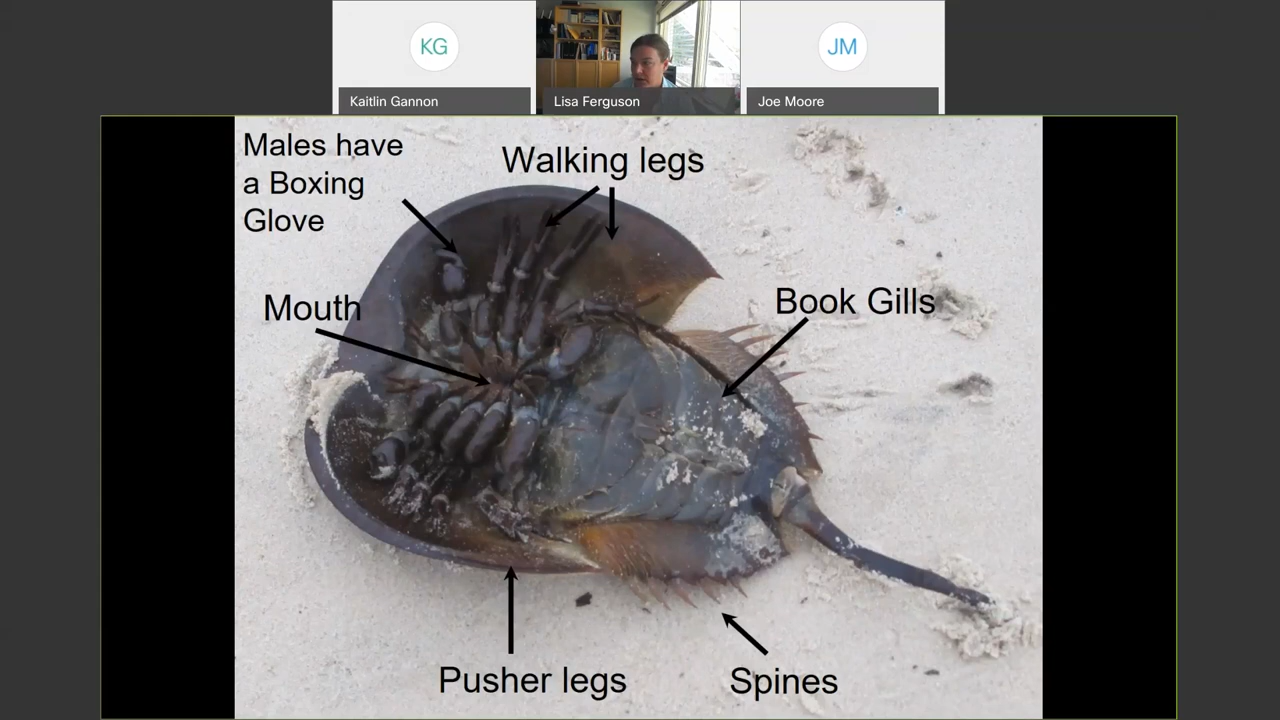 KG
JM
Kaitlin Gannon
Lisa Ferguson
Joe Moore
Males have
a Boxing
Glove
Walking legs
Mouth
Book Gills
Pusher legs
Spines